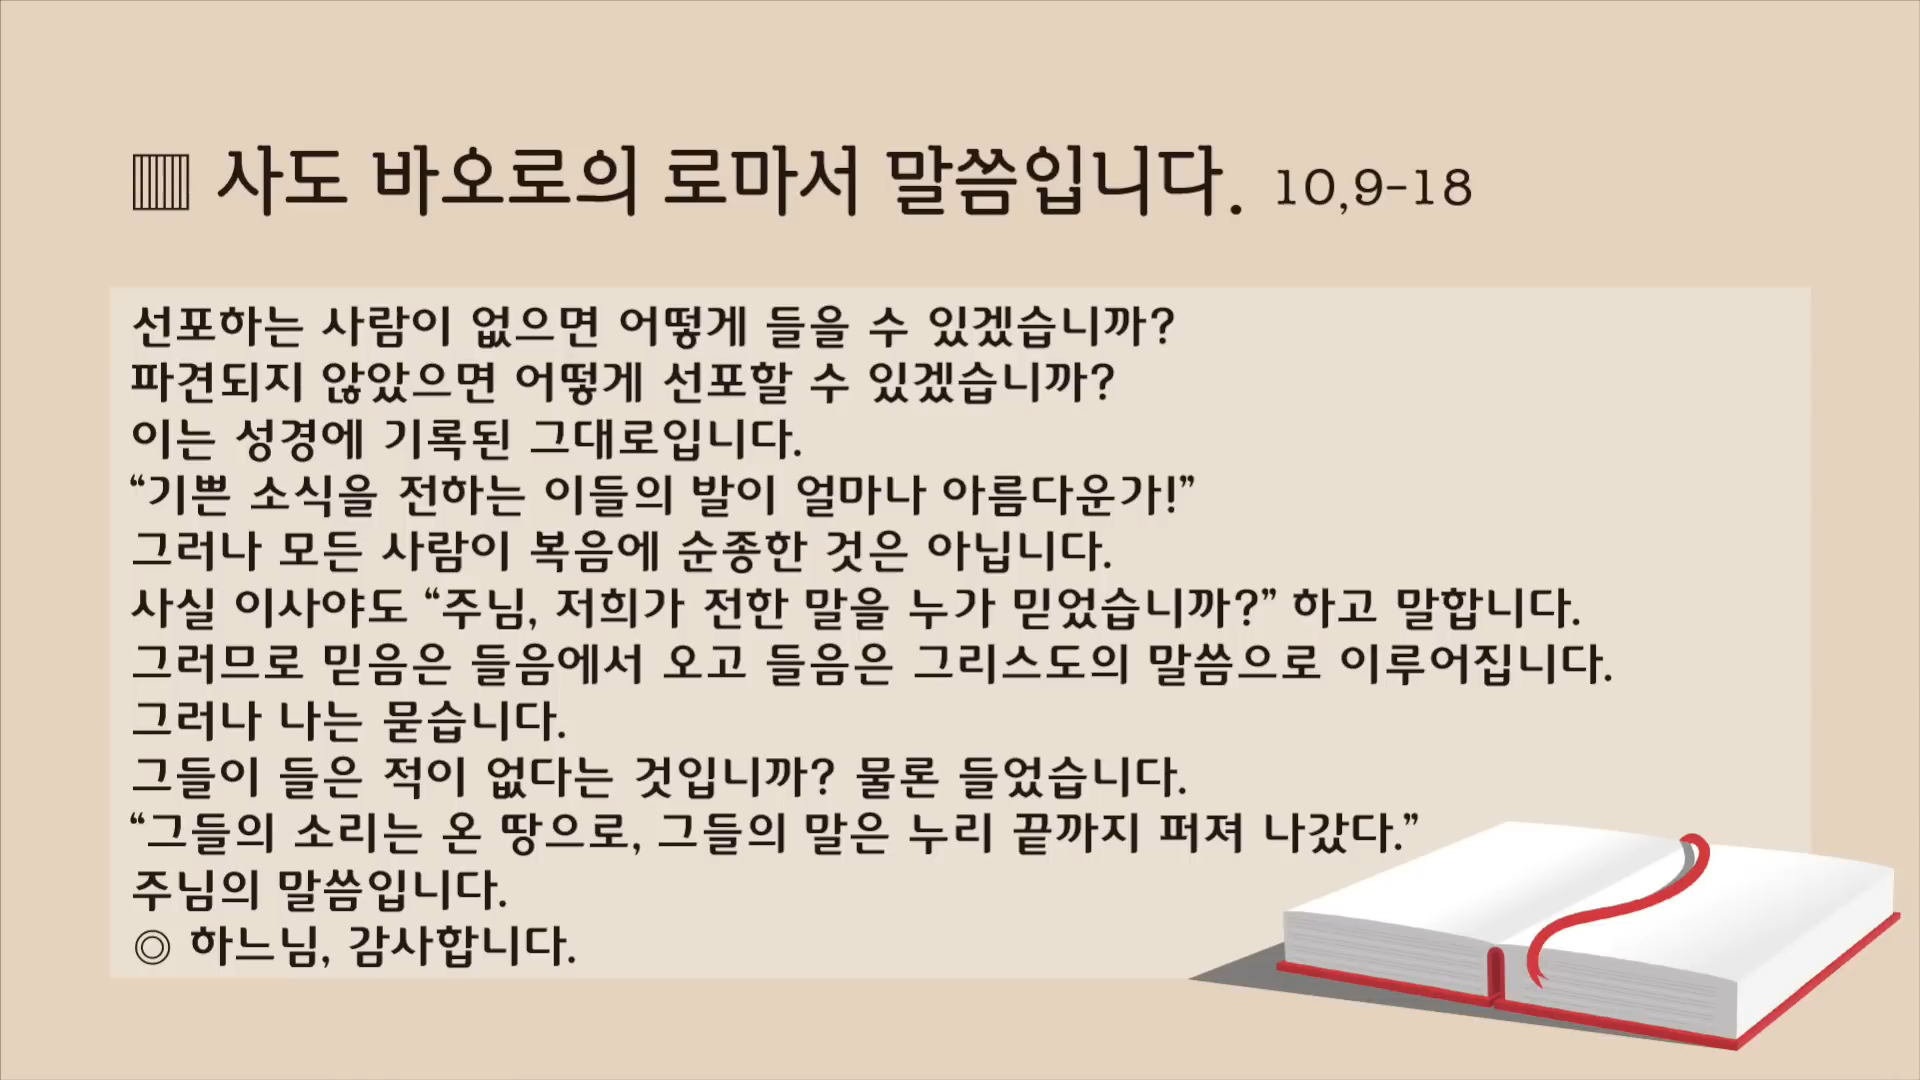 ▥ 사도 바오로의 로마서 말씀입니다. 10,9-18
선포하는 사람이 없으면 어떻게 들을 수 있겠습니까?
파견되지 않았으면 어떻게 선포할 수 있겠습니까?
이는 성경에 기록된 그대로입니다.
“기쁜 소식을 전하는 이들의 발이 얼마나 아름다운가!”
그러나 모든 사람이 복음에 순종한 것은 아닙니다.
사실 이사야도 “주님, 저희가 전한 말을 누가 믿었습니까?” 하고 말합니다.
그러므로 믿음은 들음에서 오고 들음은 그리스도의 말씀으로 이루어집니다.
그러나 나는 묻습니다.
그들이 들은 적이 없다는 것입니까? 물론 들었습니다.
“그들의 소리는 온 땅으로, 그들의 말은 누리 끝까지 퍼져 나갔다.”
주님의 말씀입니다.
◎ 하느님, 감사합니다.